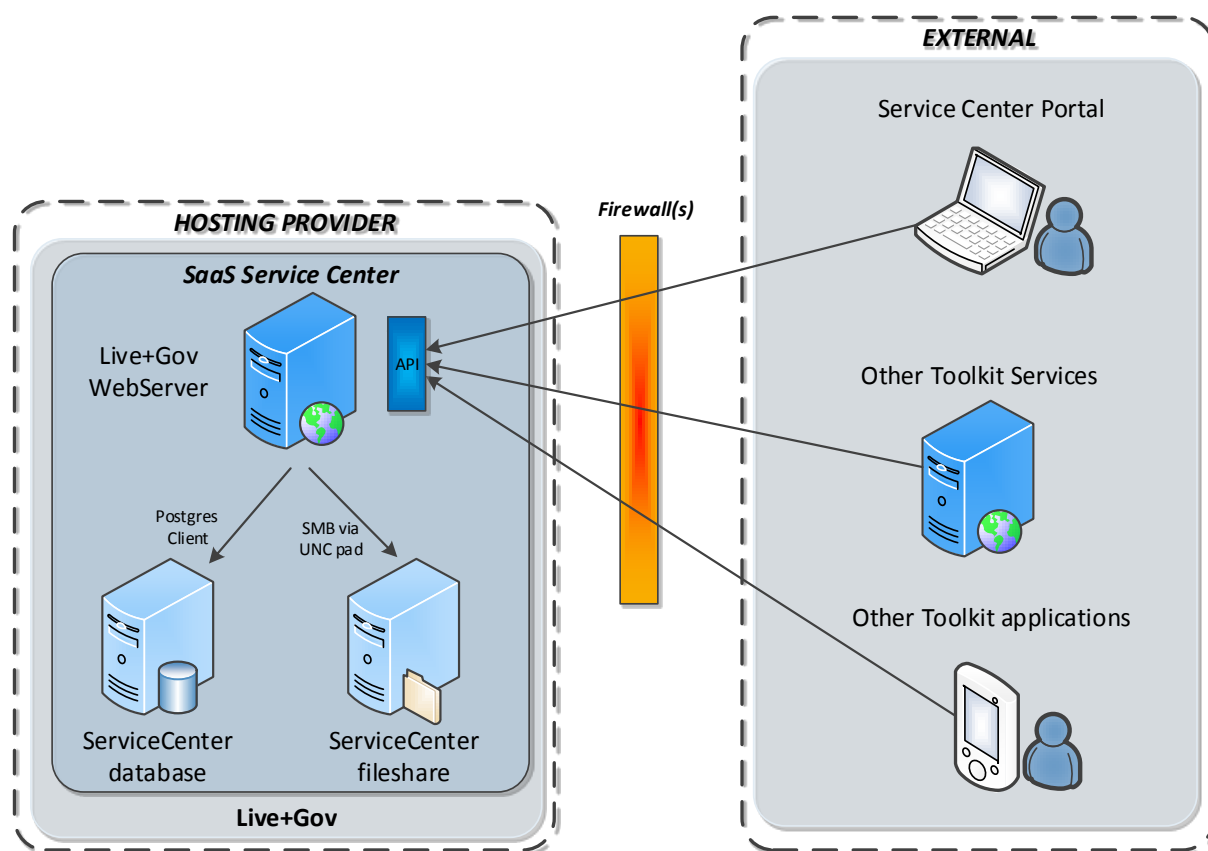 HOSTING PROVIDER
SaaS Service Center
Live+Gov
WebServer
API
Postgres
Client
SMB via
UNC pad
ServiceCenter
database
ServiceCenter
fileshare
Live+Gov
Firewall(s)
EXTERNAL
Service Center Portal
Other Toolkit Services
Other Toolkit applications